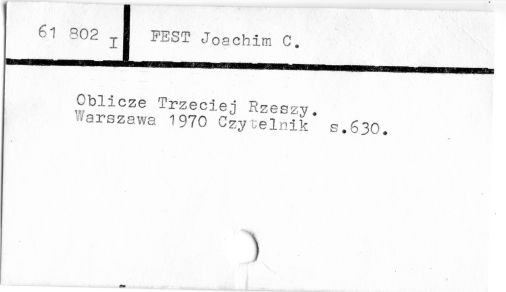 61 802 I FEST Joachim C.
Oblicze Trzeciej Rzeszy.
Warszawa 1970 Czytelnik s.630.